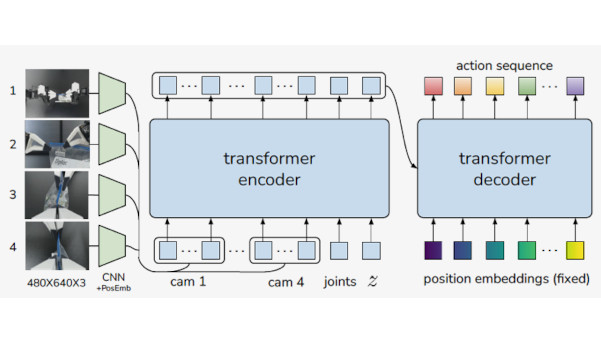 action sequence
1
2
3
4
transformer
encoder
transformer
decoder
480X640X3
CNN
+PosEmb
cam 1
cam 4
joints
z
position embeddings (fixed)